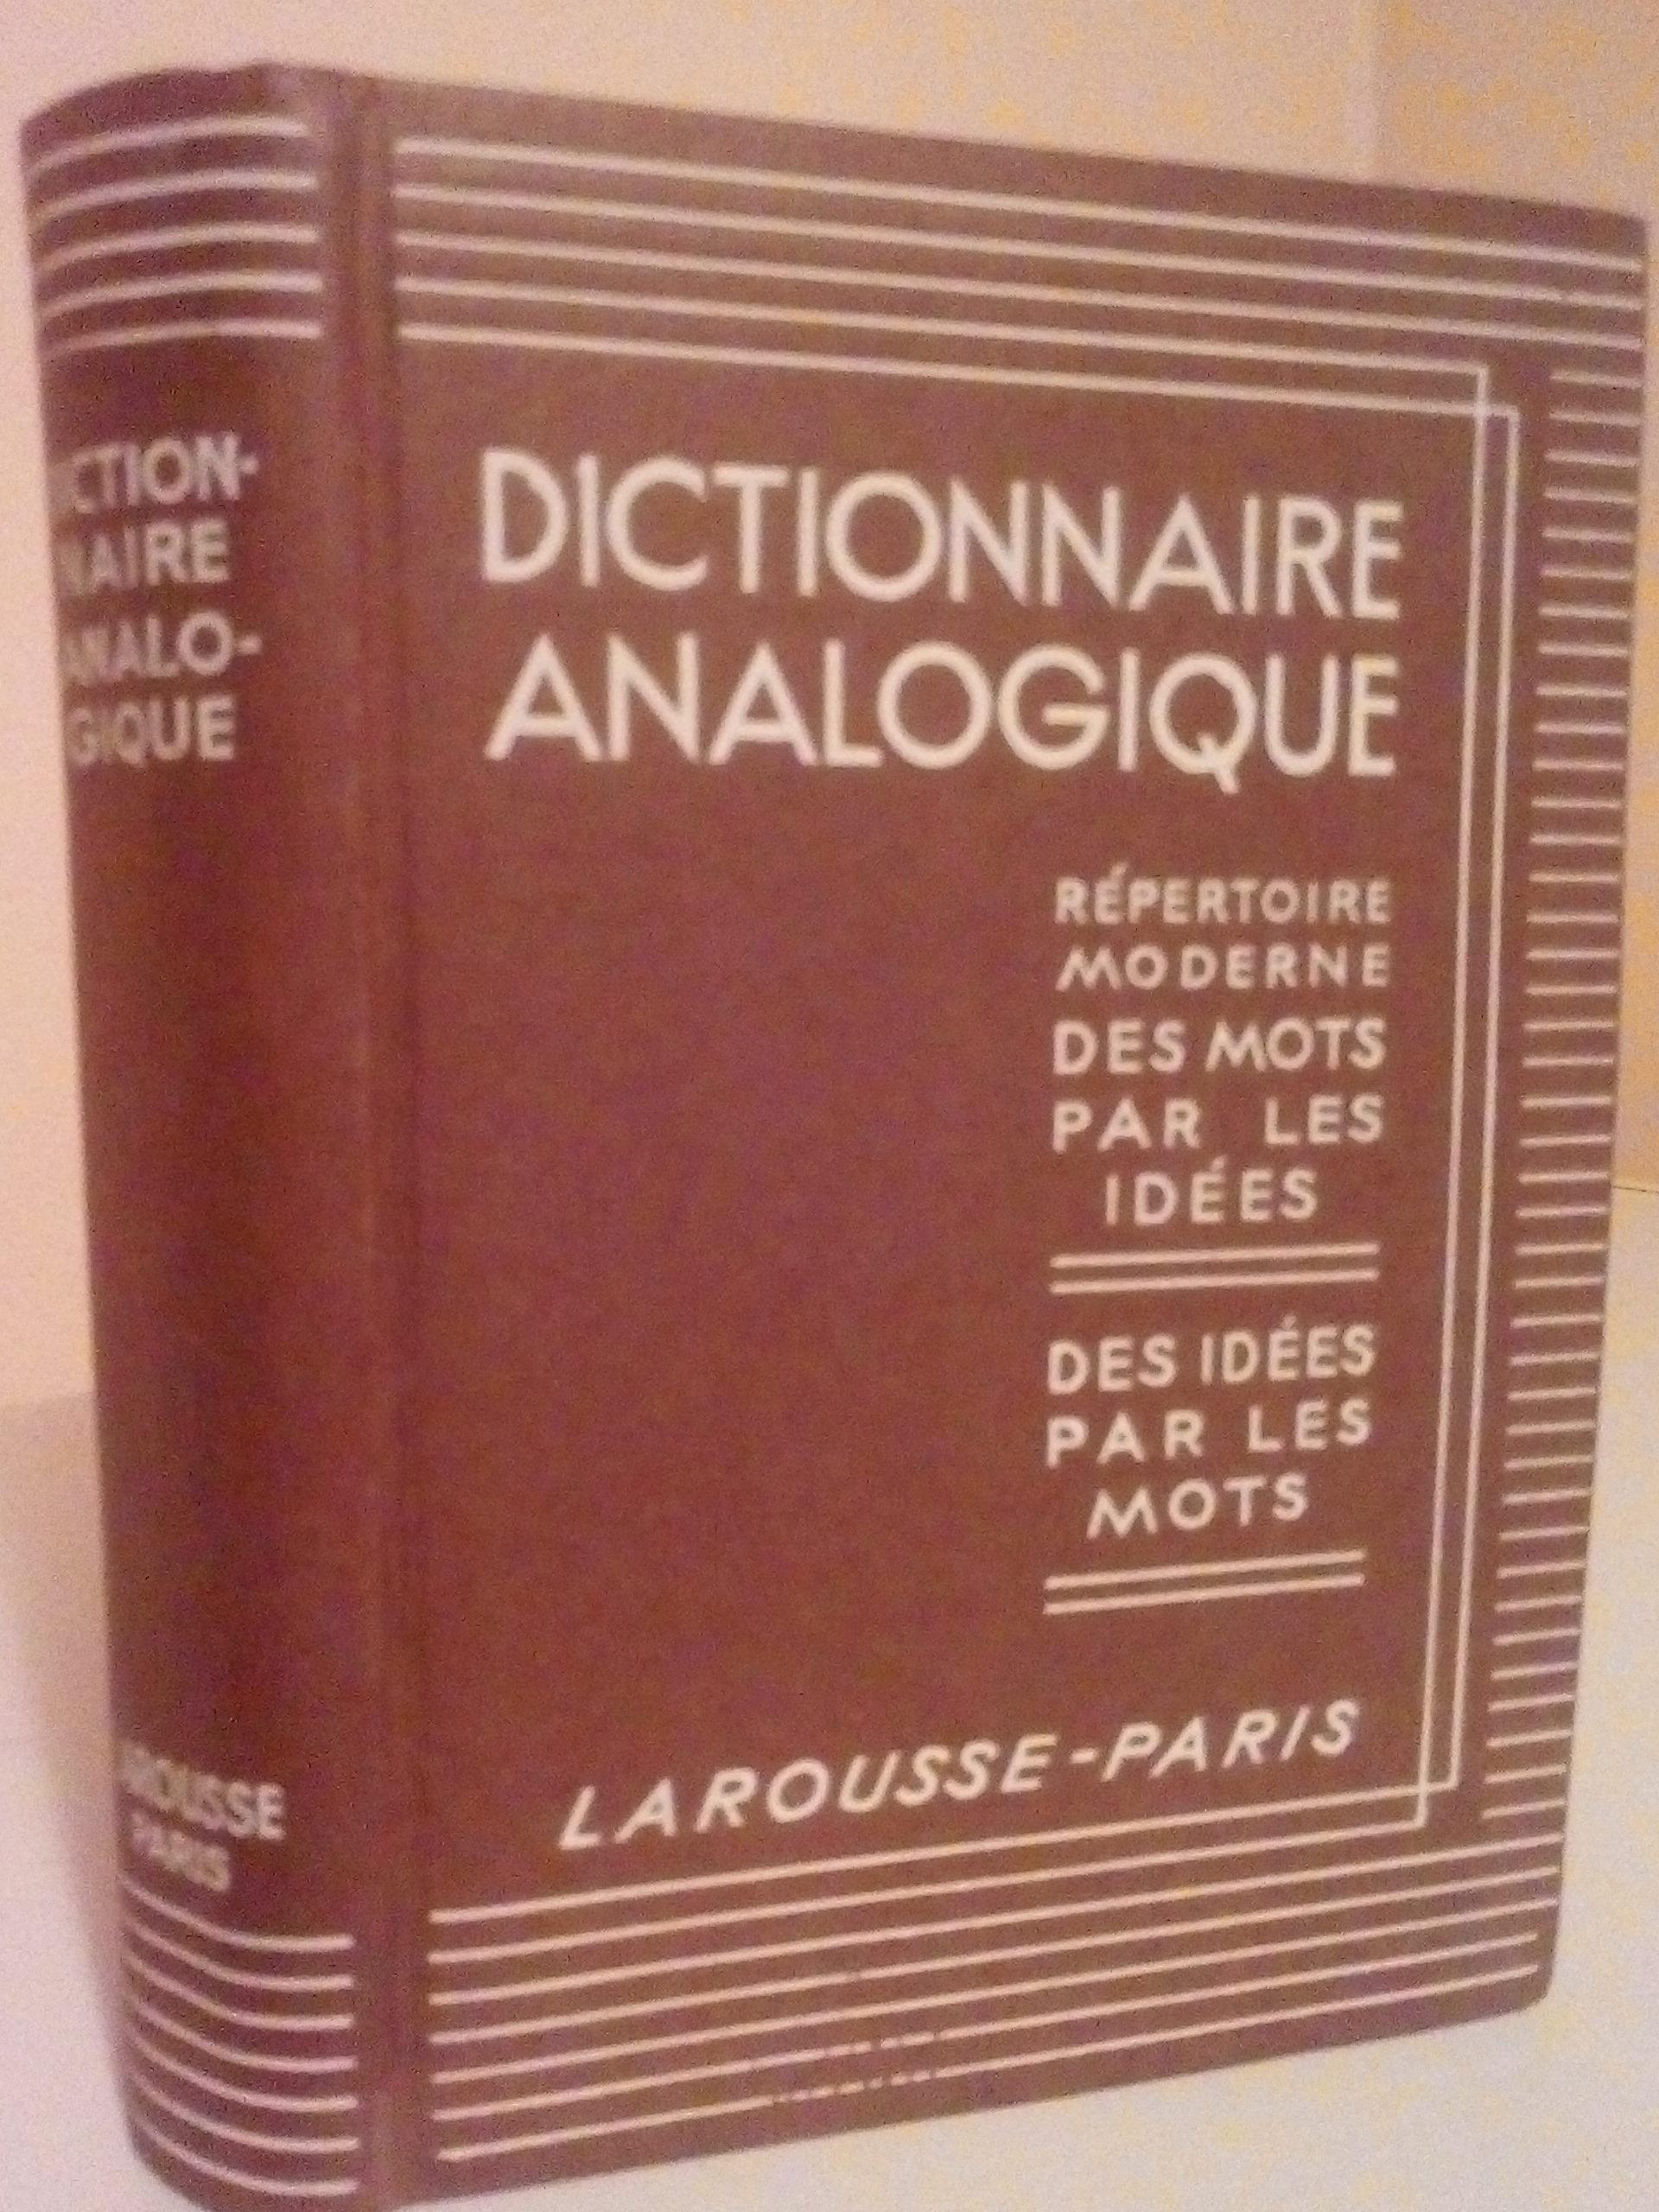 DICTION-
NAIRE
ANALO-
GIQUE
LAROUSSE
PARIS
DICTIONNAIRE
ANALOGIQUE
RÉPERTOIRE
MODERNE
DES MOTS
PAR LES
IDÉES
DES IDÉES
PAR LES
MOTS
LAROUSSE-PARIS